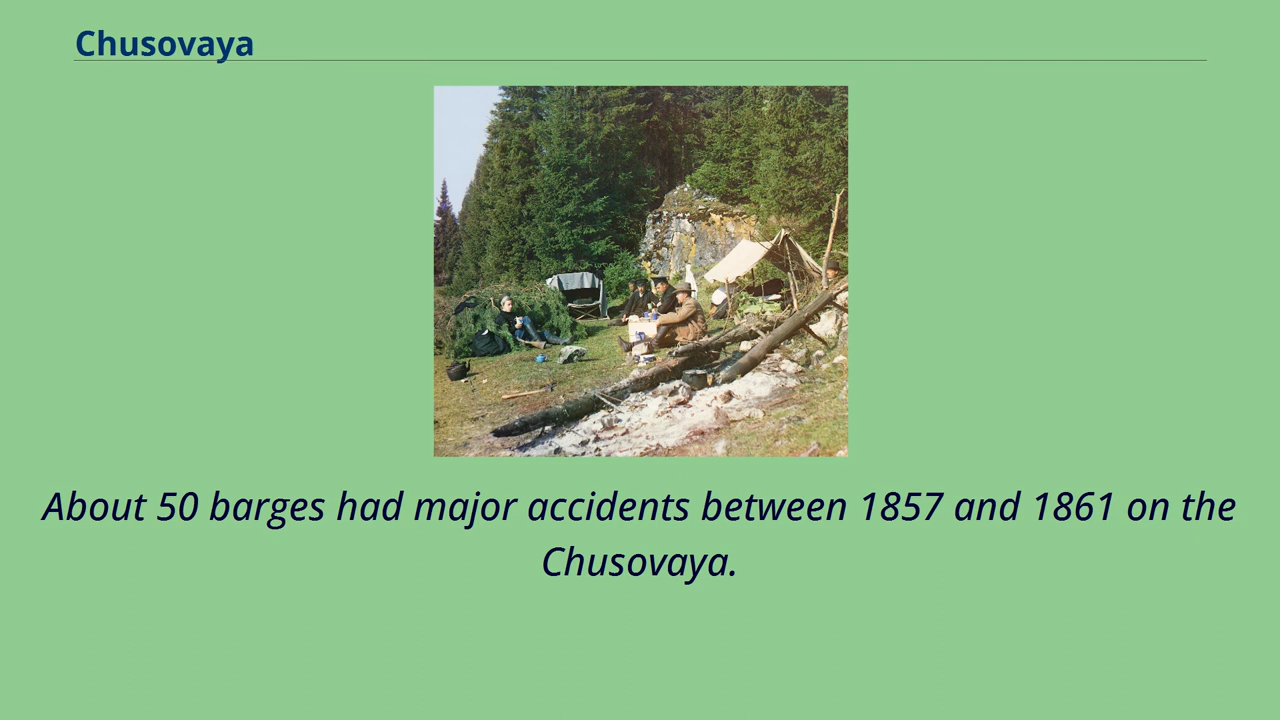 Chusovaya
About 50 barges had major accidents between 1857 and 1861 on the
Chusovaya.